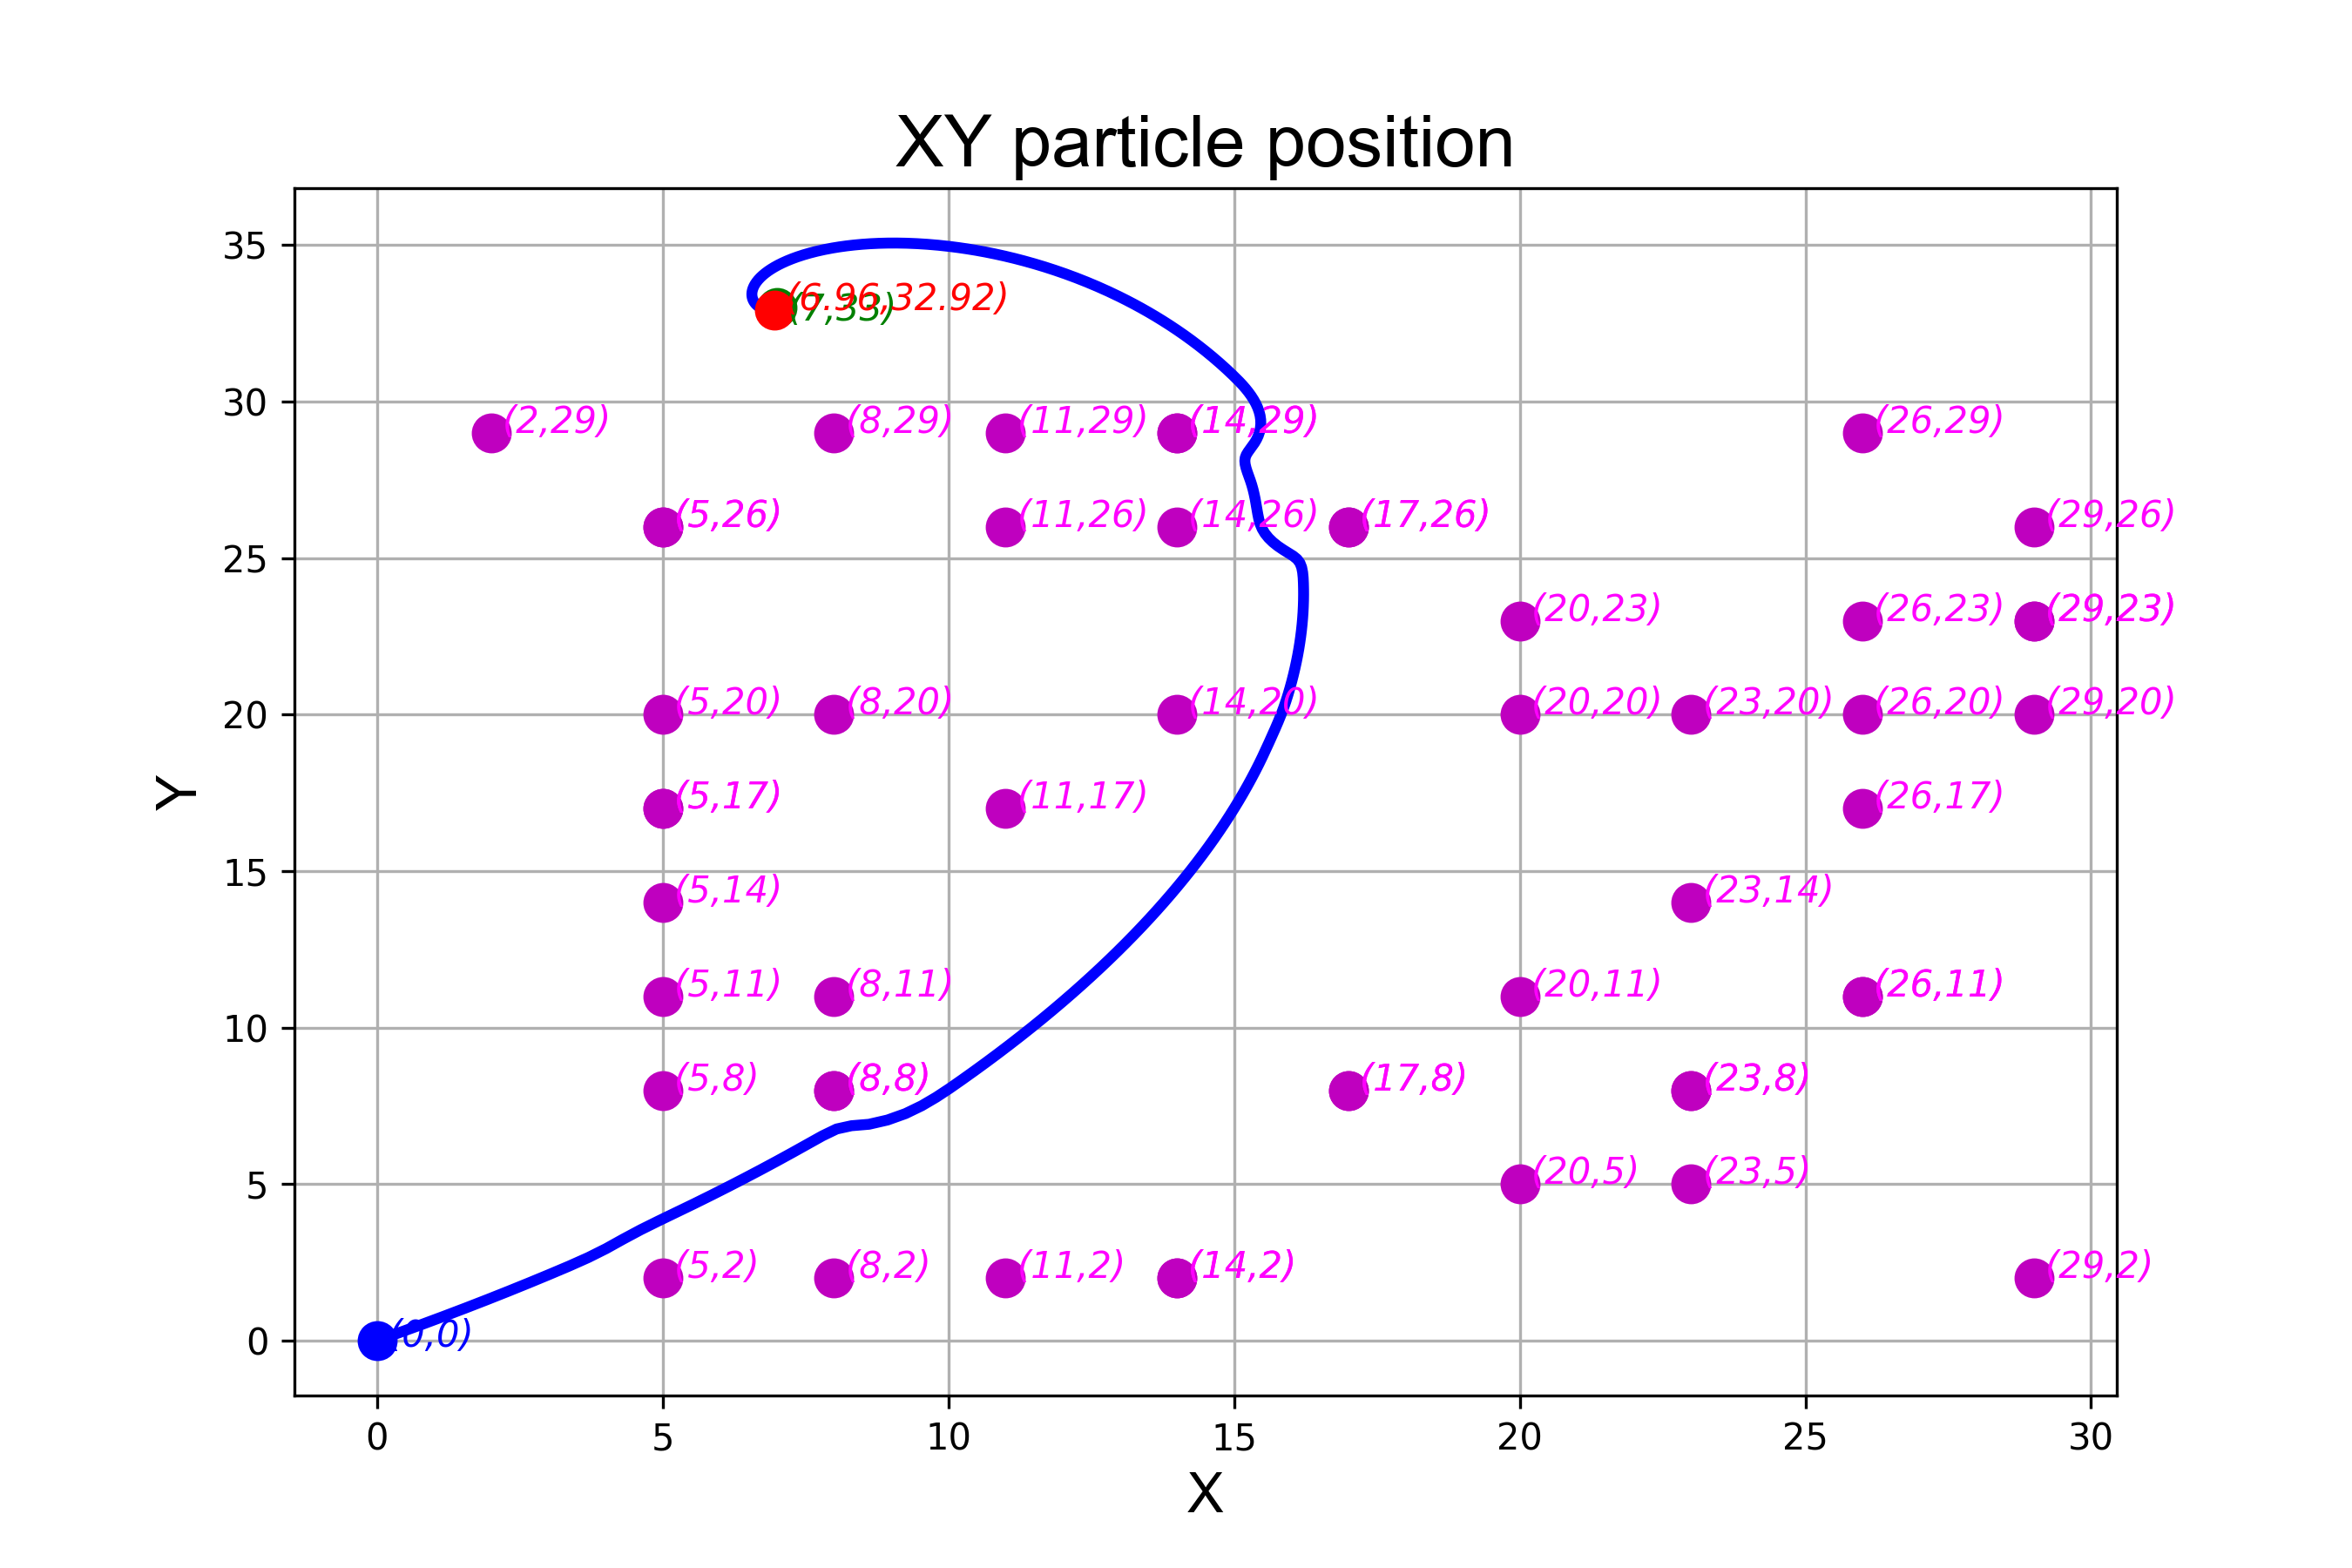 XY particle position
35
(6.96,32.92)
(7,33)
30
(2,29) (8,29) (11,29) (14,29) (26,29)
(5,26) (11,26) (14,26) (17,26) (29,26)
25
(20,23) (26,23) (29,23)
20
(5,20) (8,20) (14,20) (20,20) (23,20) (26,20) (29,20)
(5,17) (11,17) (26,17)
Y
15
(5,14) (23,14)
(5,11) (8,11) (20,11) (26,11)
10
(5,8) (8,8) (17,8) (23,8)
5
(20,5) (23,5)
(5,2) (8,2) (11,2) (14,2) (29,2)
0
(0,0)
0 5 10 15 20 25 30
X